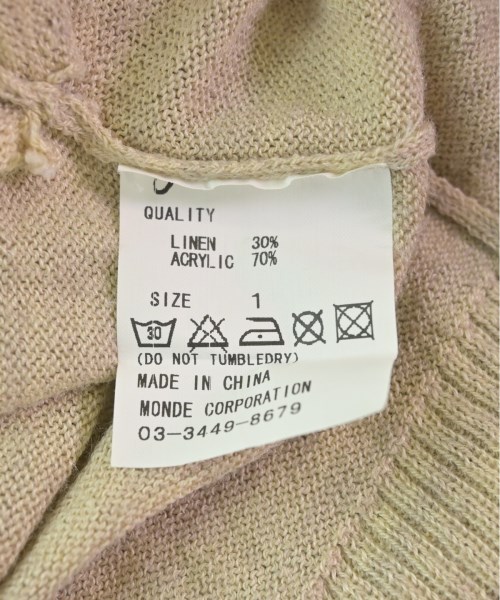 QUALITY
LINEN 30%
ACRYLIC 70%
SIZE 1
30
(DO NOT TUMBLEDRY)
MADE IN CHINA
MONDE CORPORATION
03-3449-8679